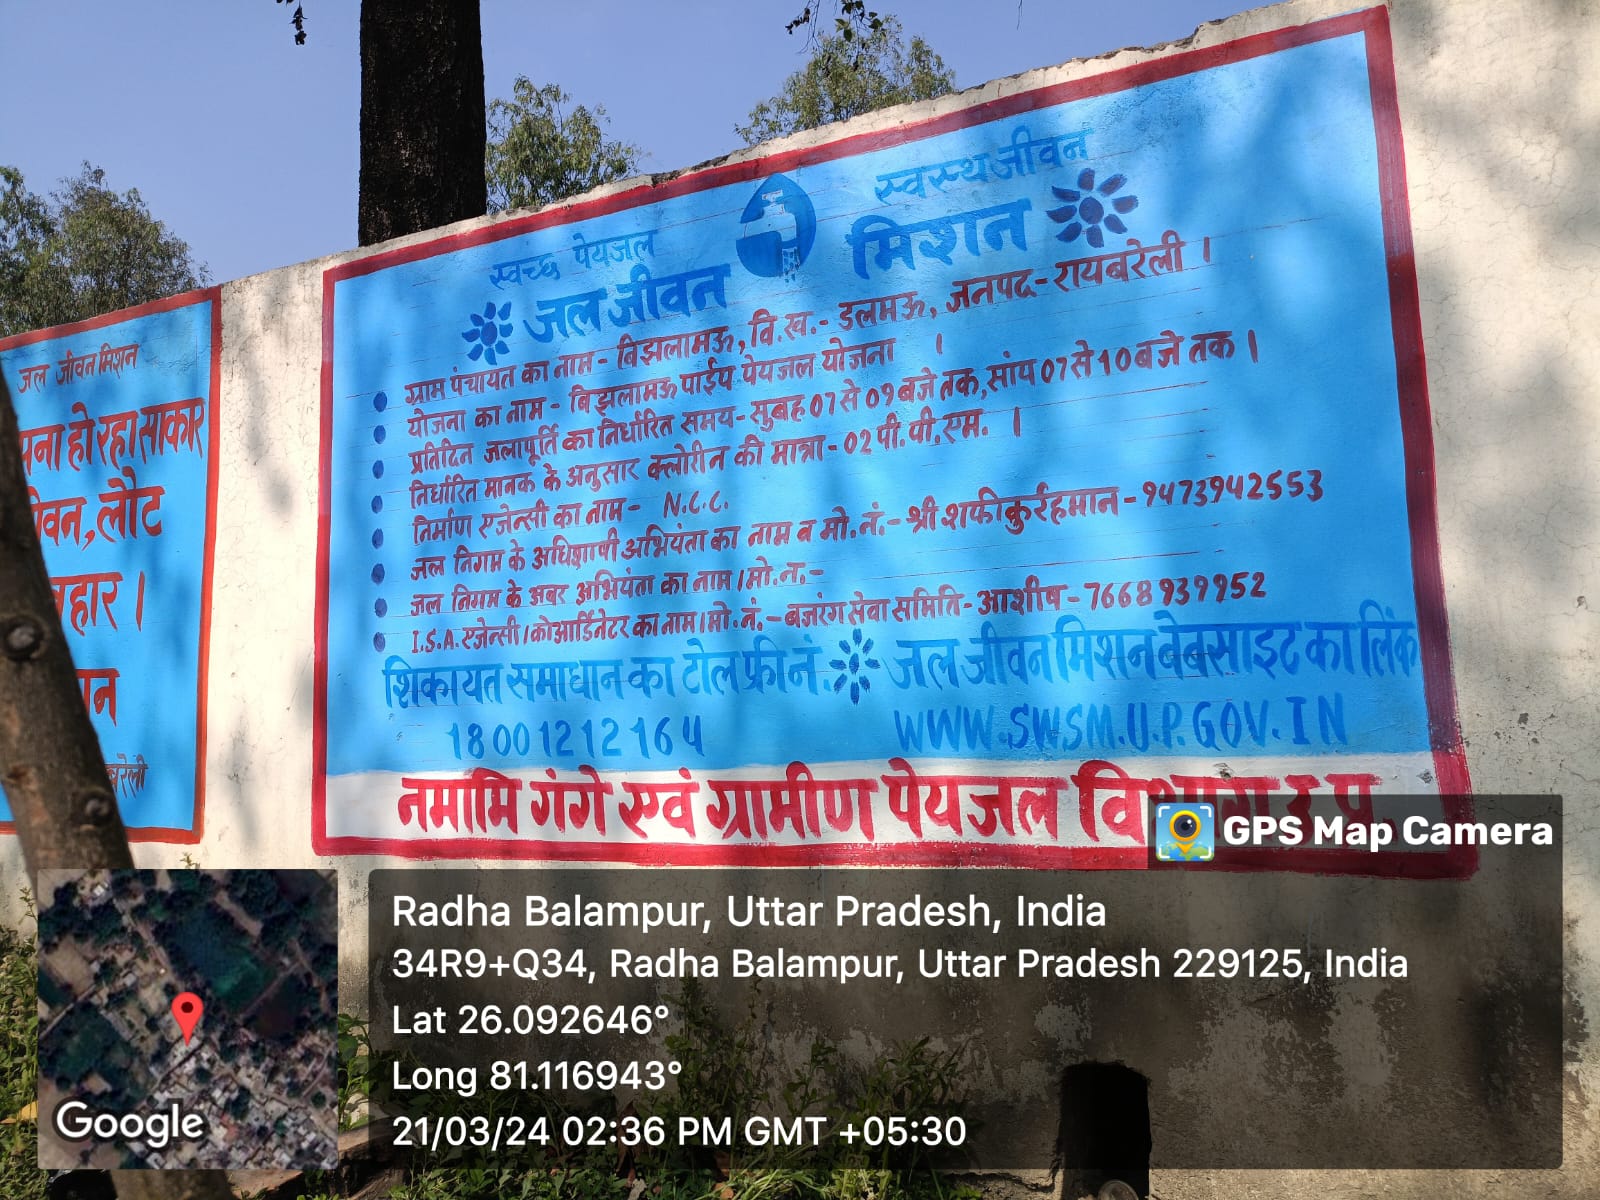 जल जीवन मिशन
पना हो रहा साकार
वन, लौट
हार ।
न
बरेली
स्वच्छ पेयजल
स्वस्थ जीवन
जल जीवन मिशन
ग्राम पंचायत का नाम - बिझलामऊ, वि.ख.- डलमऊ, जनपद- रायबरेली ।
योजना का नाम - बिझलामऊ पाईप पेयजल योजना ।
प्रतिदिन जलापूर्ति का निर्धारित समय- सुबह 07 से 09 बजे तक, सांय 07 से 10 बजे तक ।
निर्धारित मानक के अनुसार क्लोरीन की मात्रा- 02 पी.पी.एम. ।
निर्माण एजेन्सी का नाम - N.C.C.
जल निगम के अधिशाषी अभियंता का नाम व मो.नं.- श्री शफीकुर्रहमान - 9473942553
जल निगम के अवर अभियंता का नाम/मो.न.-
I.S.A. एजेन्सी/कोआर्डिनेटर का नाम/मो.नं.- बजरंग सेवा समिति - आशीष - 7668939952
शिकायत समाधान का टोल फ्री नं.
18001212164
जल जीवन मिशन वेबसाइट का लिंक
WWW.SWSM.U.P.GOV.IN
नमामि गंगे एवं ग्रामीण पेयजल विभाग उ.प्र.
GPS Map Camera
Radha Balampur, Uttar Pradesh, India
34R9+Q34, Radha Balampur, Uttar Pradesh 229125, India
Lat 26.092646°
Long 81.116943°
21/03/24 02:36 PM GMT +05:30
Google